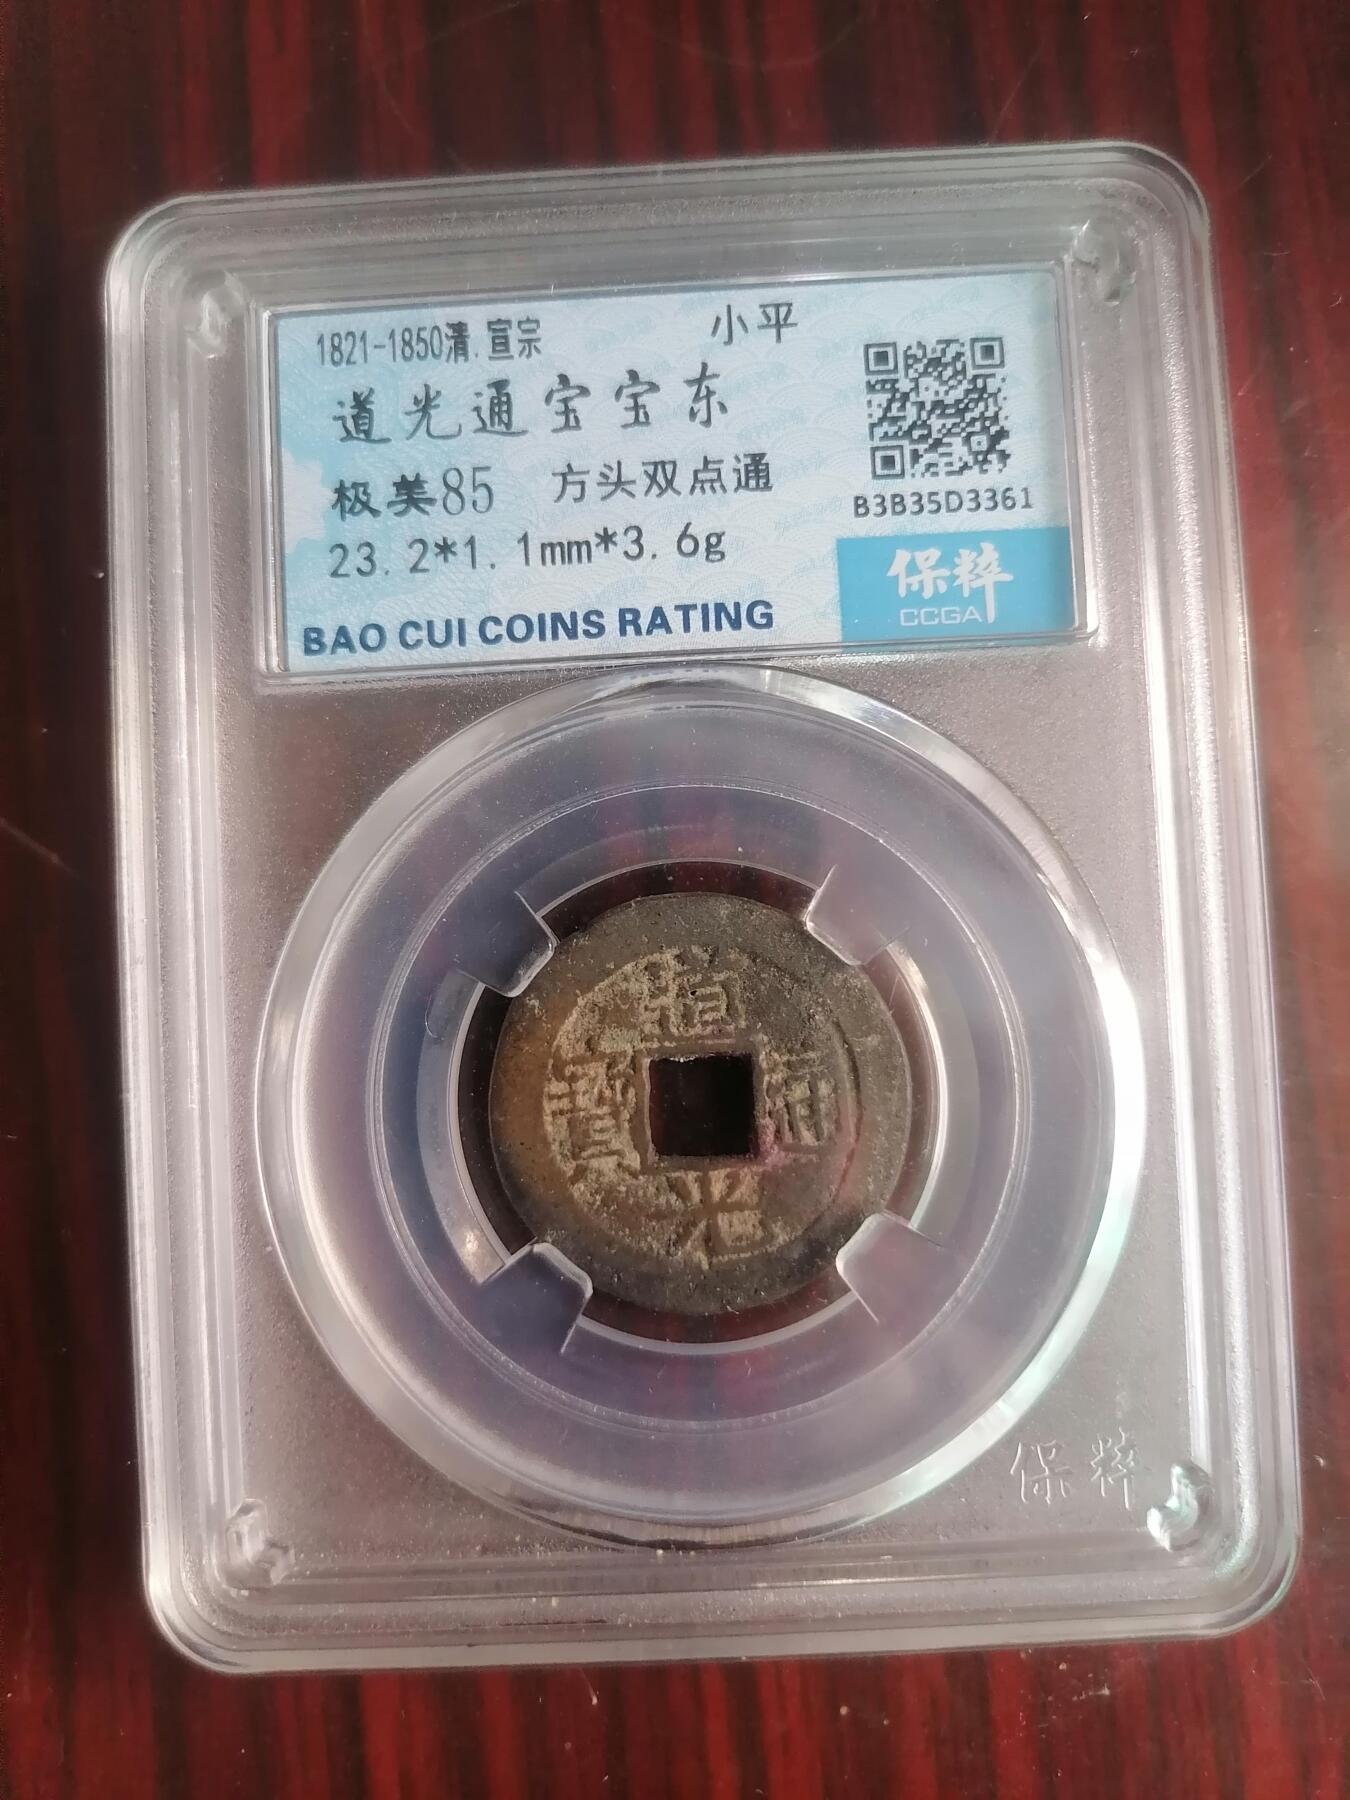 1821-1850清.宣宗 小平
道光通宝宝东
极美85 方头双点通
23.2*1.1mm*3.6g
BAO CUI COINS RATING
B3B35D3361
保粹
CCGA
道光通寶
保粹